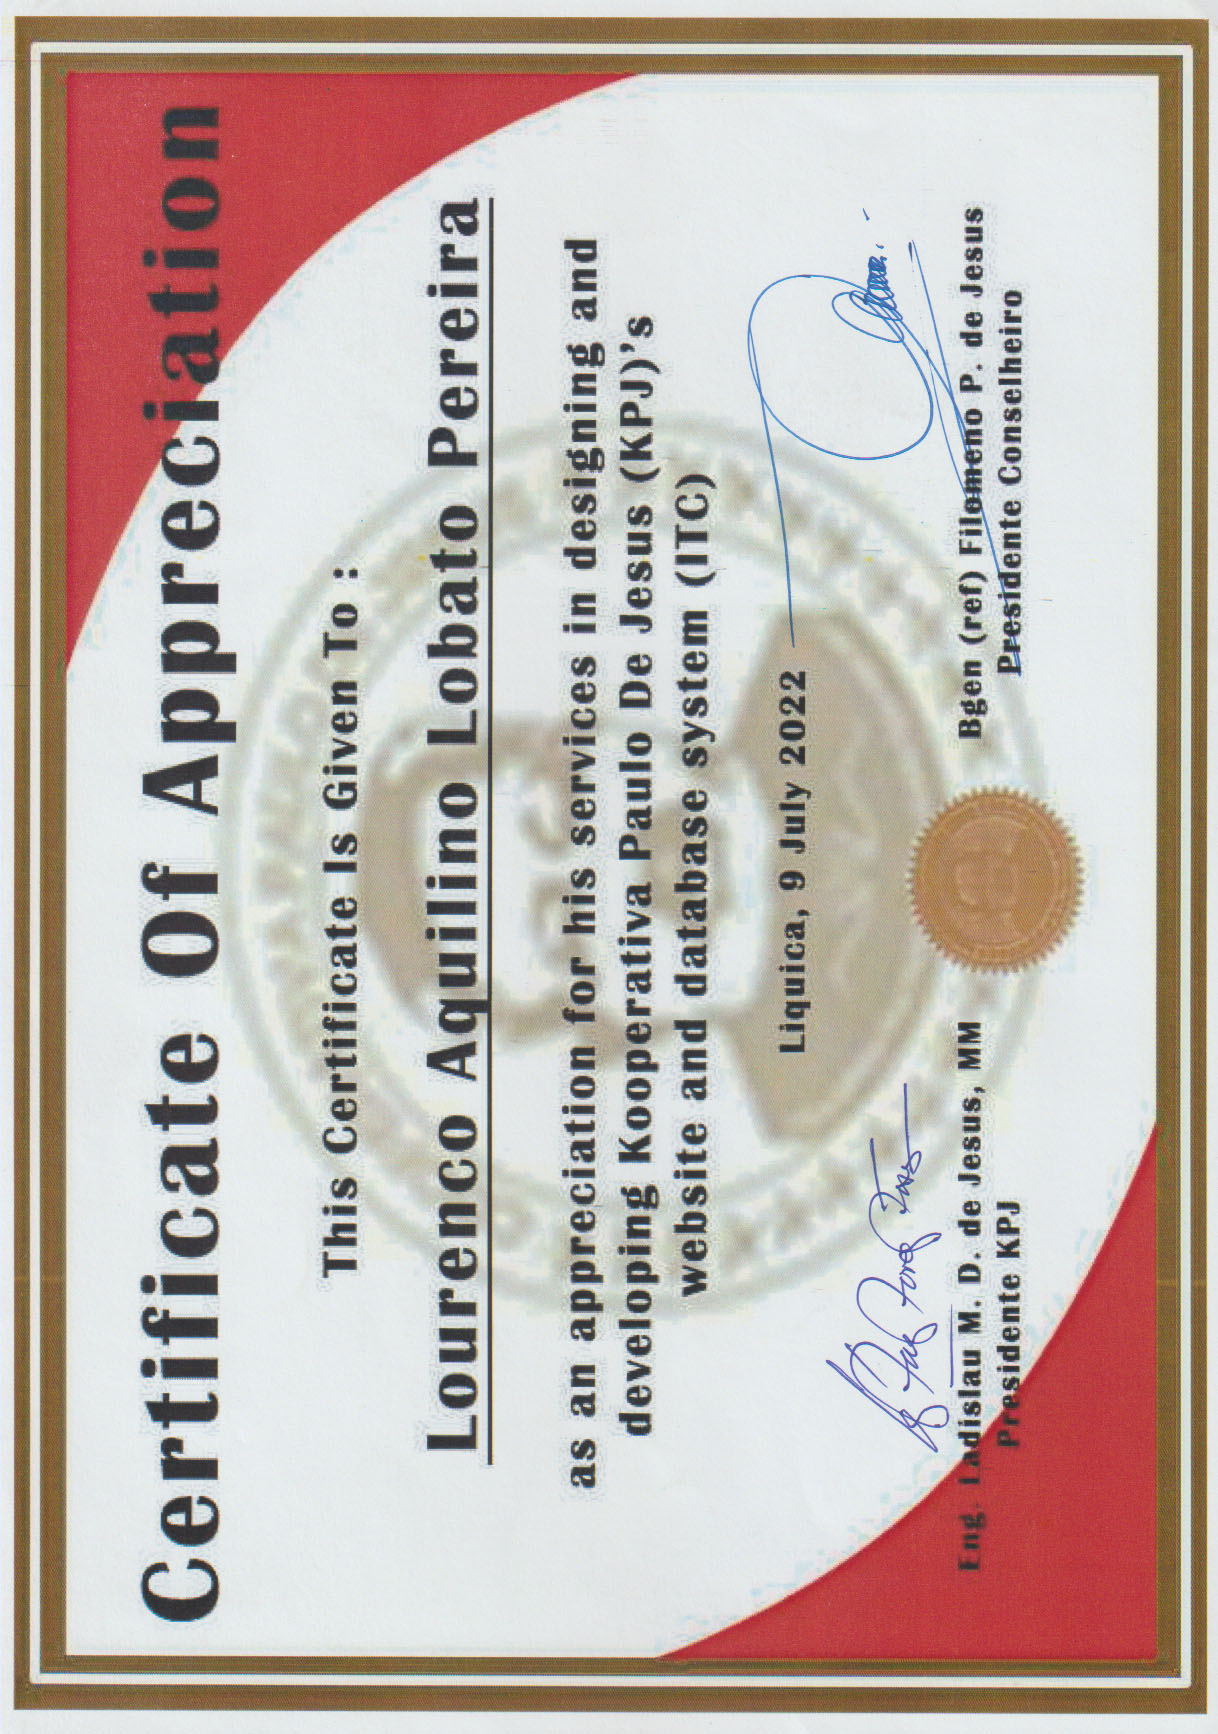 Certificate Of Appreciation
This Certificate Is Given To :
Lourenco Aquilino Lobato Pereira
as an appreciation for his services in designing and
developing Kooperativa Paulo De Jesus (KPJ)'s
website and database system (ITC)
Liquica, 9 July 2022
Eng. Ladislau M. D. de Jesus, MM
Presidente KPJ
Bgen (ref) Filomeno P. de Jesus
Presidente Conselheiro